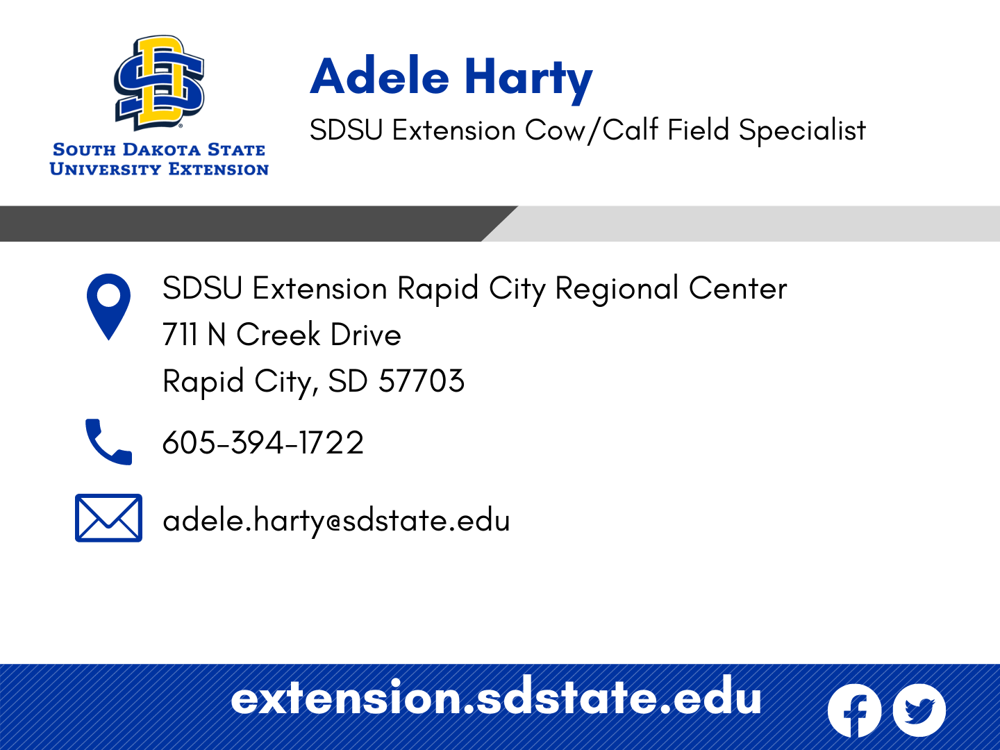 SOUTH DAKOTA STATE
UNIVERSITY EXTENSION
Adele Harty
SDSU Extension Cow/Calf Field Specialist
SDSU Extension Rapid City Regional Center
711 N Creek Drive
Rapid City, SD 57703
605-394-1722
adele.harty@sdstate.edu
extension.sdstate.edu